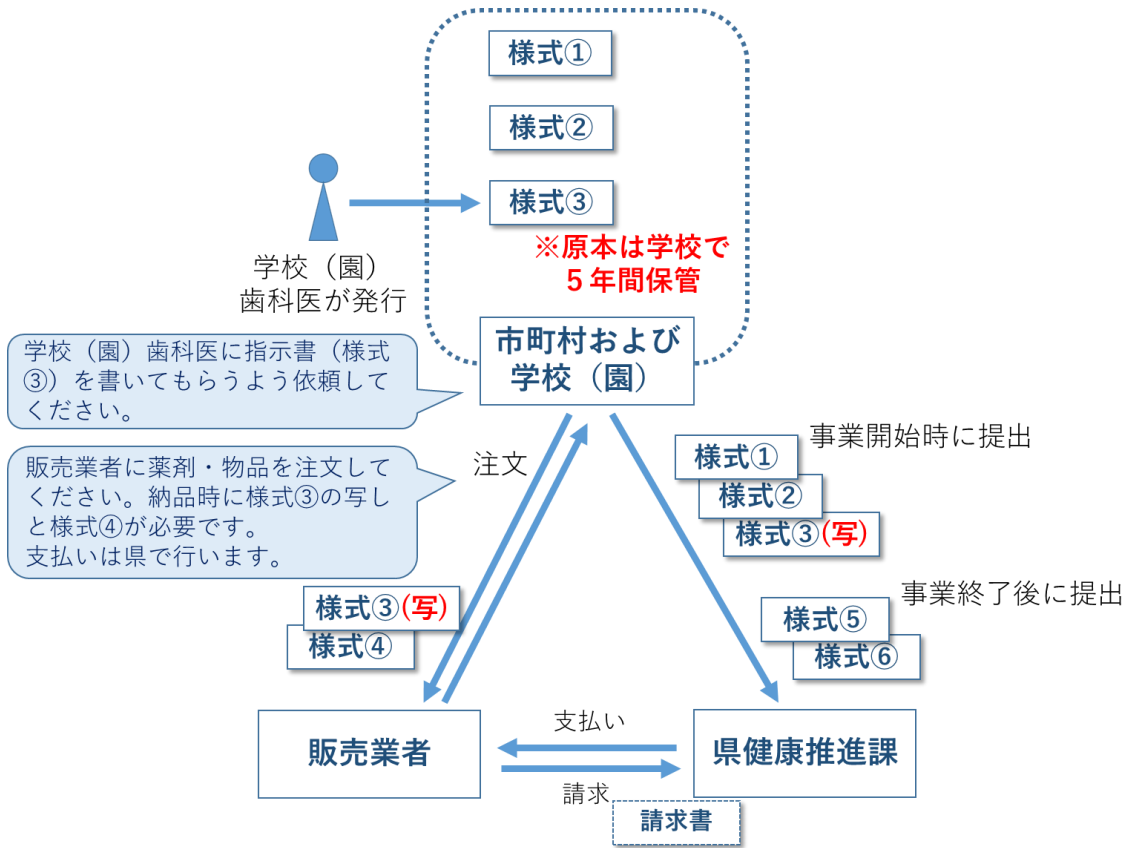 様式①
様式②
様式③
※原本は学校で
5年間保管
学校（園）
歯科医が発行
市町村および
学校（園）
学校（園）歯科医に指示書（様式
③）を書いてもらうよう依頼して
ください。
販売業者に薬剤・物品を注文して
ください。納品時に様式③の写し
と様式④が必要です。
支払いは県で行います。
注文
事業開始時に提出
様式①
様式②
様式③(写)
様式③(写)
様式④
事業終了後に提出
様式⑤
様式⑥
販売業者
支払い
請求
県健康推進課
請求書